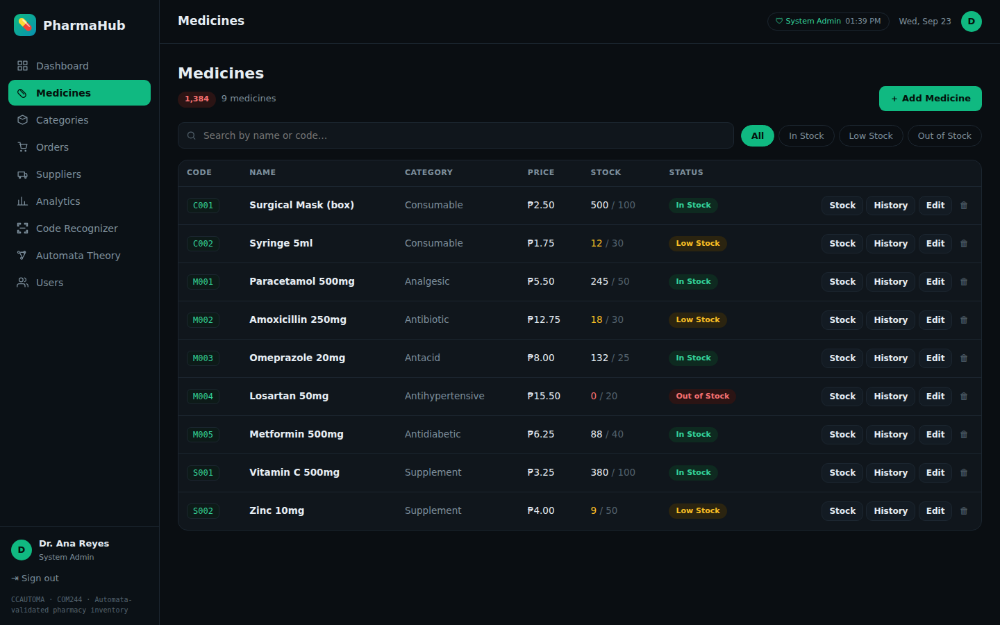 PharmaHub
Dashboard
Medicines
Categories
Orders
Suppliers
Analytics
Code Recognizer
Automata Theory
Users
Dr. Ana Reyes
D
System Admin
⇥ Sign out
CCAUTOMA · COM244 · Automata-
validated pharmacy inventory
Medicines
System Admin 01:39 PM
Wed, Sep 23
D
Medicines
1,384 9 medicines
+ Add Medicine
Search by name or code...
All In Stock Low Stock Out of Stock
CODE NAME CATEGORY PRICE STOCK STATUS
C001 Surgical Mask (box) Consumable ₱2.50 500 / 100 In Stock Stock History Edit
C002 Syringe 5ml Consumable ₱1.75 12 / 30 Low Stock Stock History Edit
M001 Paracetamol 500mg Analgesic ₱5.50 245 / 50 In Stock Stock History Edit
M002 Amoxicillin 250mg Antibiotic ₱12.75 18 / 30 Low Stock Stock History Edit
M003 Omeprazole 20mg Antacid ₱8.00 132 / 25 In Stock Stock History Edit
M004 Losartan 50mg Antihypertensive ₱15.50 0 / 20 Out of Stock Stock History Edit
M005 Metformin 500mg Antidiabetic ₱6.25 88 / 40 In Stock Stock History Edit
S001 Vitamin C 500mg Supplement ₱3.25 380 / 100 In Stock Stock History Edit
S002 Zinc 10mg Supplement ₱4.00 9 / 50 Low Stock Stock History Edit